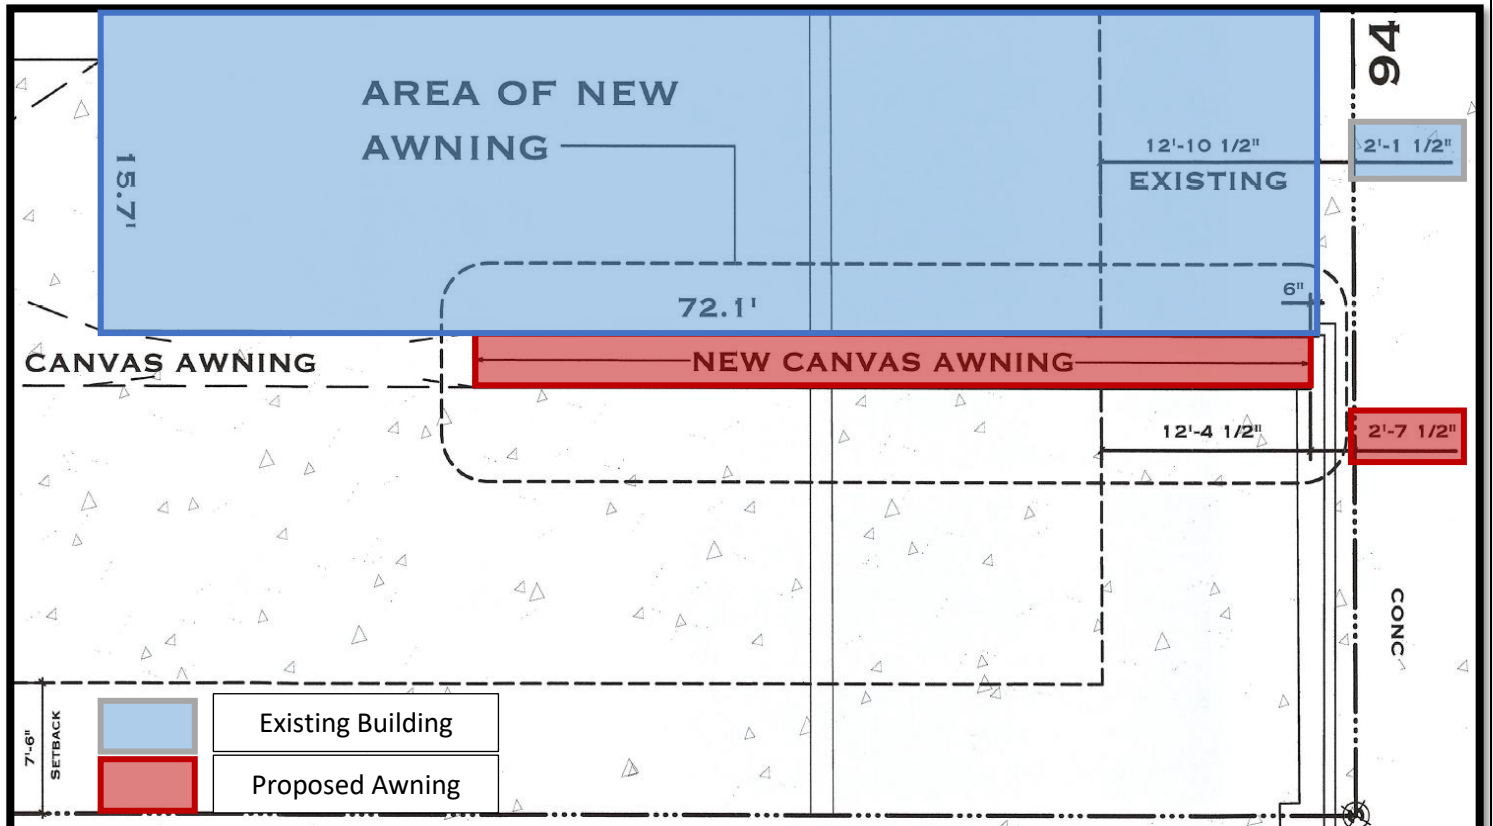 94
AREA OF NEW
AWNING
12'-10 1/2"
2'-1 1/2"
EXISTING
15.7'
6"
72.1'
CANVAS AWNING
NEW CANVAS AWNING
12'-4 1/2"
2'-7 1/2"
CONC
7'-6"
SETBACK
Existing Building
Proposed Awning